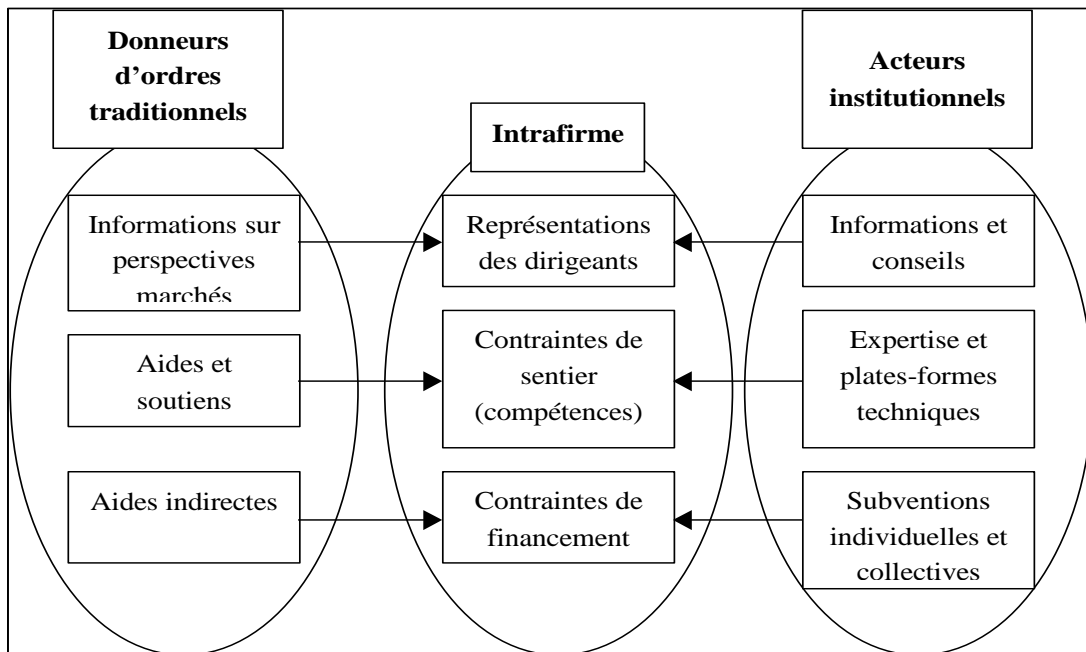 Donneurs
d'ordres
traditionnels
Informations sur
perspectives
marchés
Aides et
soutiens
Aides indirectes
Intrafirme
Représentations
des dirigeants
Contraintes de
sentier
(compétences)
Contraintes de
financement
Acteurs
institutionnels
Informations et
conseils
Expertise et
plates-formes
techniques
Subventions
individuelles et
collectives